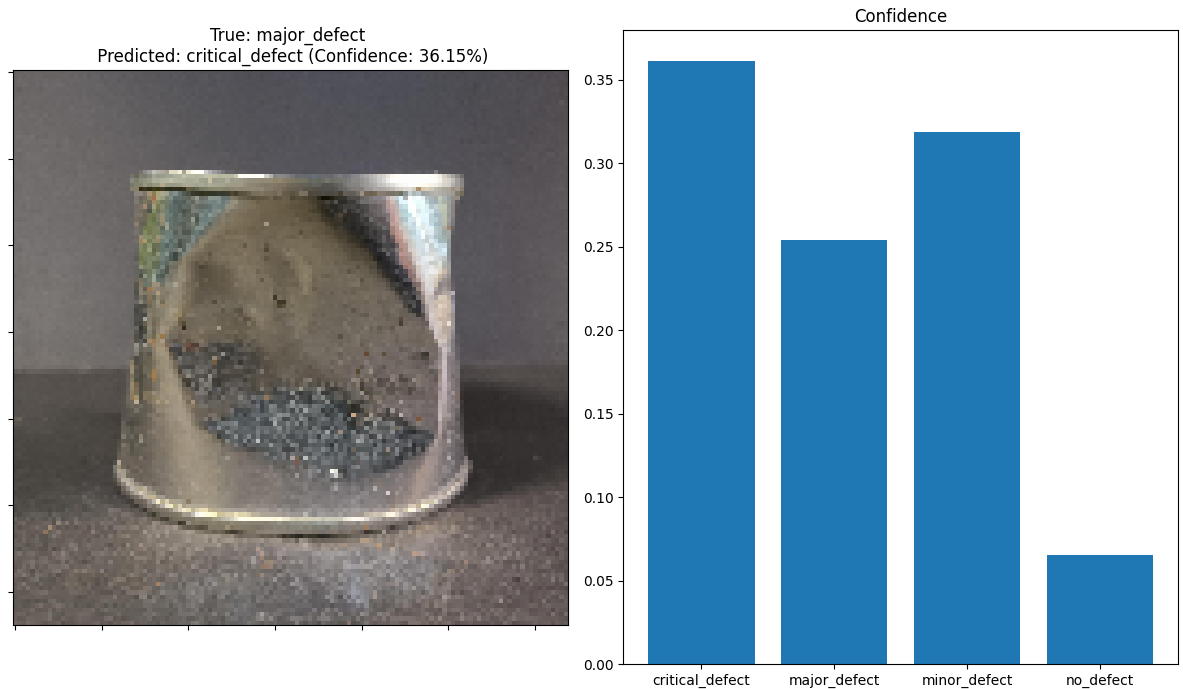 True: major_defect
Predicted: critical_defect (Confidence: 36.15%)
Confidence
0.35
0.30
0.25
0.20
0.15
0.10
0.05
0.00
critical_defect major_defect minor_defect no_defect